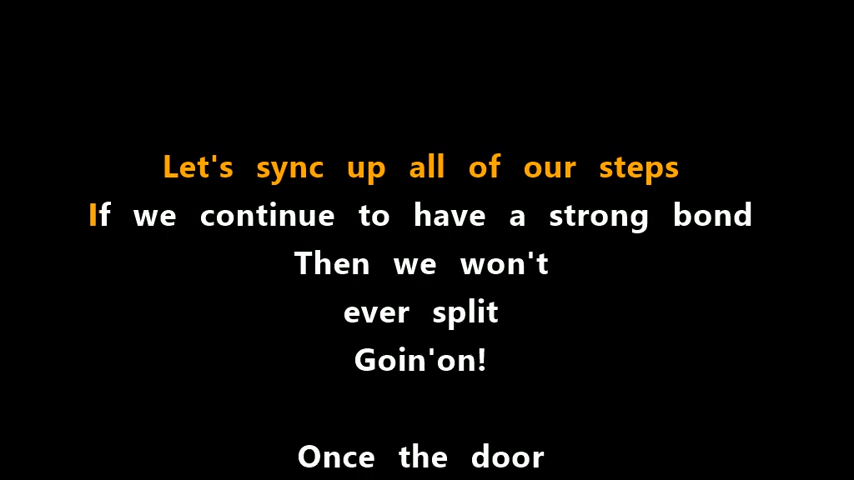 Let's sync up all of our steps
If we continue to have a strong bond
Then we won't
ever split
Goin'on!
Once the door